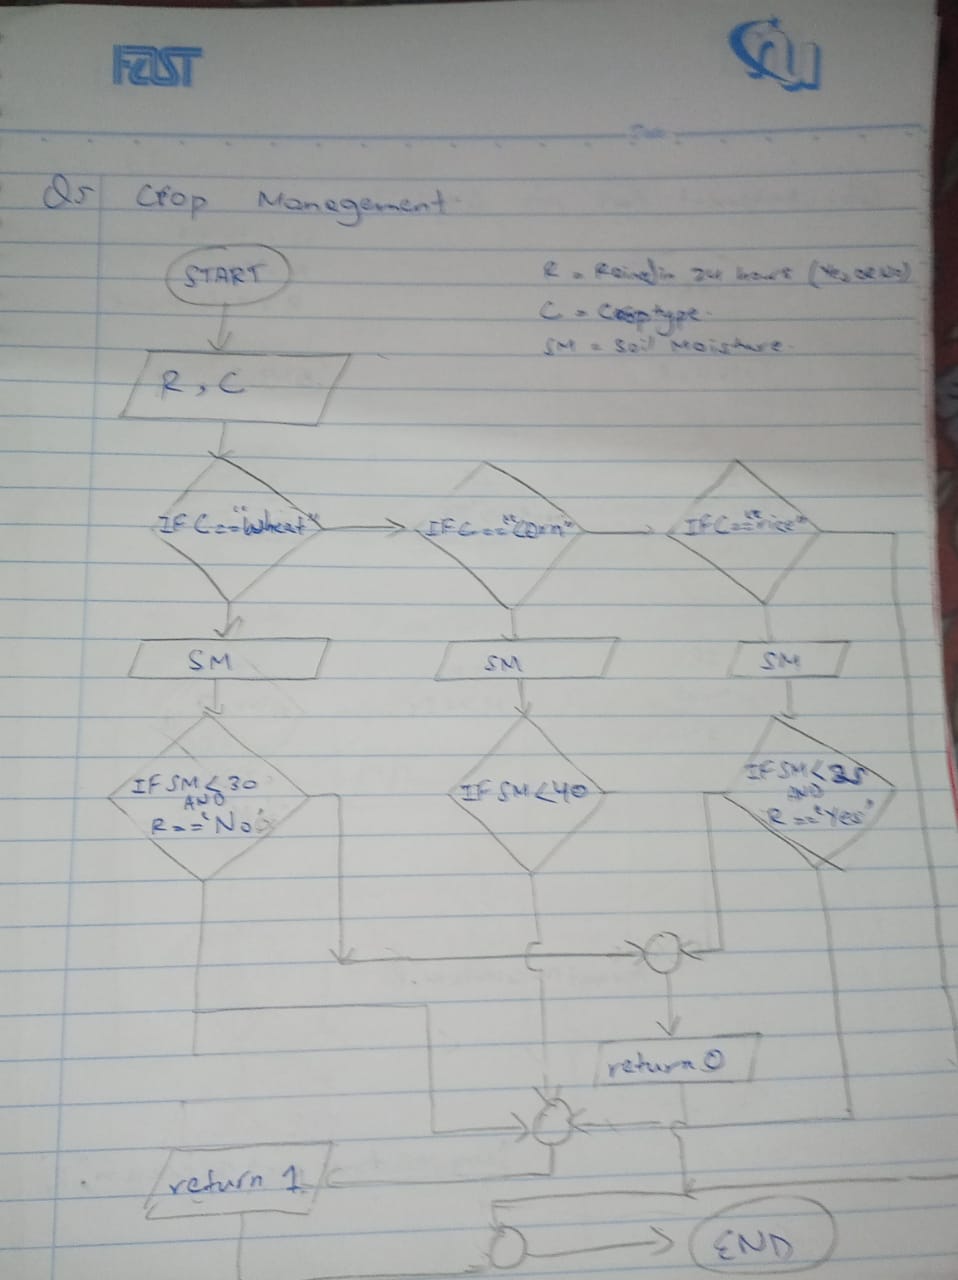 FAST
Q5 Crop Management
START
R = Rained in 24 hours (Yes or No)
C = Crop type.
SM = Soil Moisture.
R, C
IF C=="Wheat"
IF C=="Corn"
IF C=="rice"
SM
SM
SM
IF SM<30
AND
R=="No"
IF SM<40
IF SM<25
AND
R=="Yes"
return 0
return 1
END